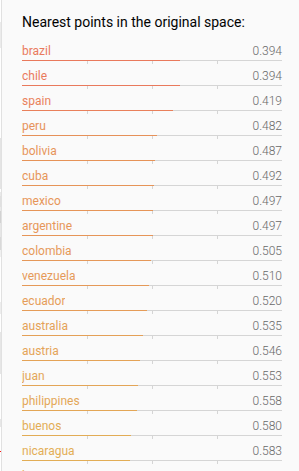 Nearest points in the original space:
brazil 0.394
chile 0.394
spain 0.419
peru 0.482
bolivia 0.487
cuba 0.492
mexico 0.497
argentine 0.497
colombia 0.505
venezuela 0.510
ecuador 0.520
australia 0.535
austria 0.546
juan 0.553
philippines 0.558
buenos 0.580
nicaragua 0.583